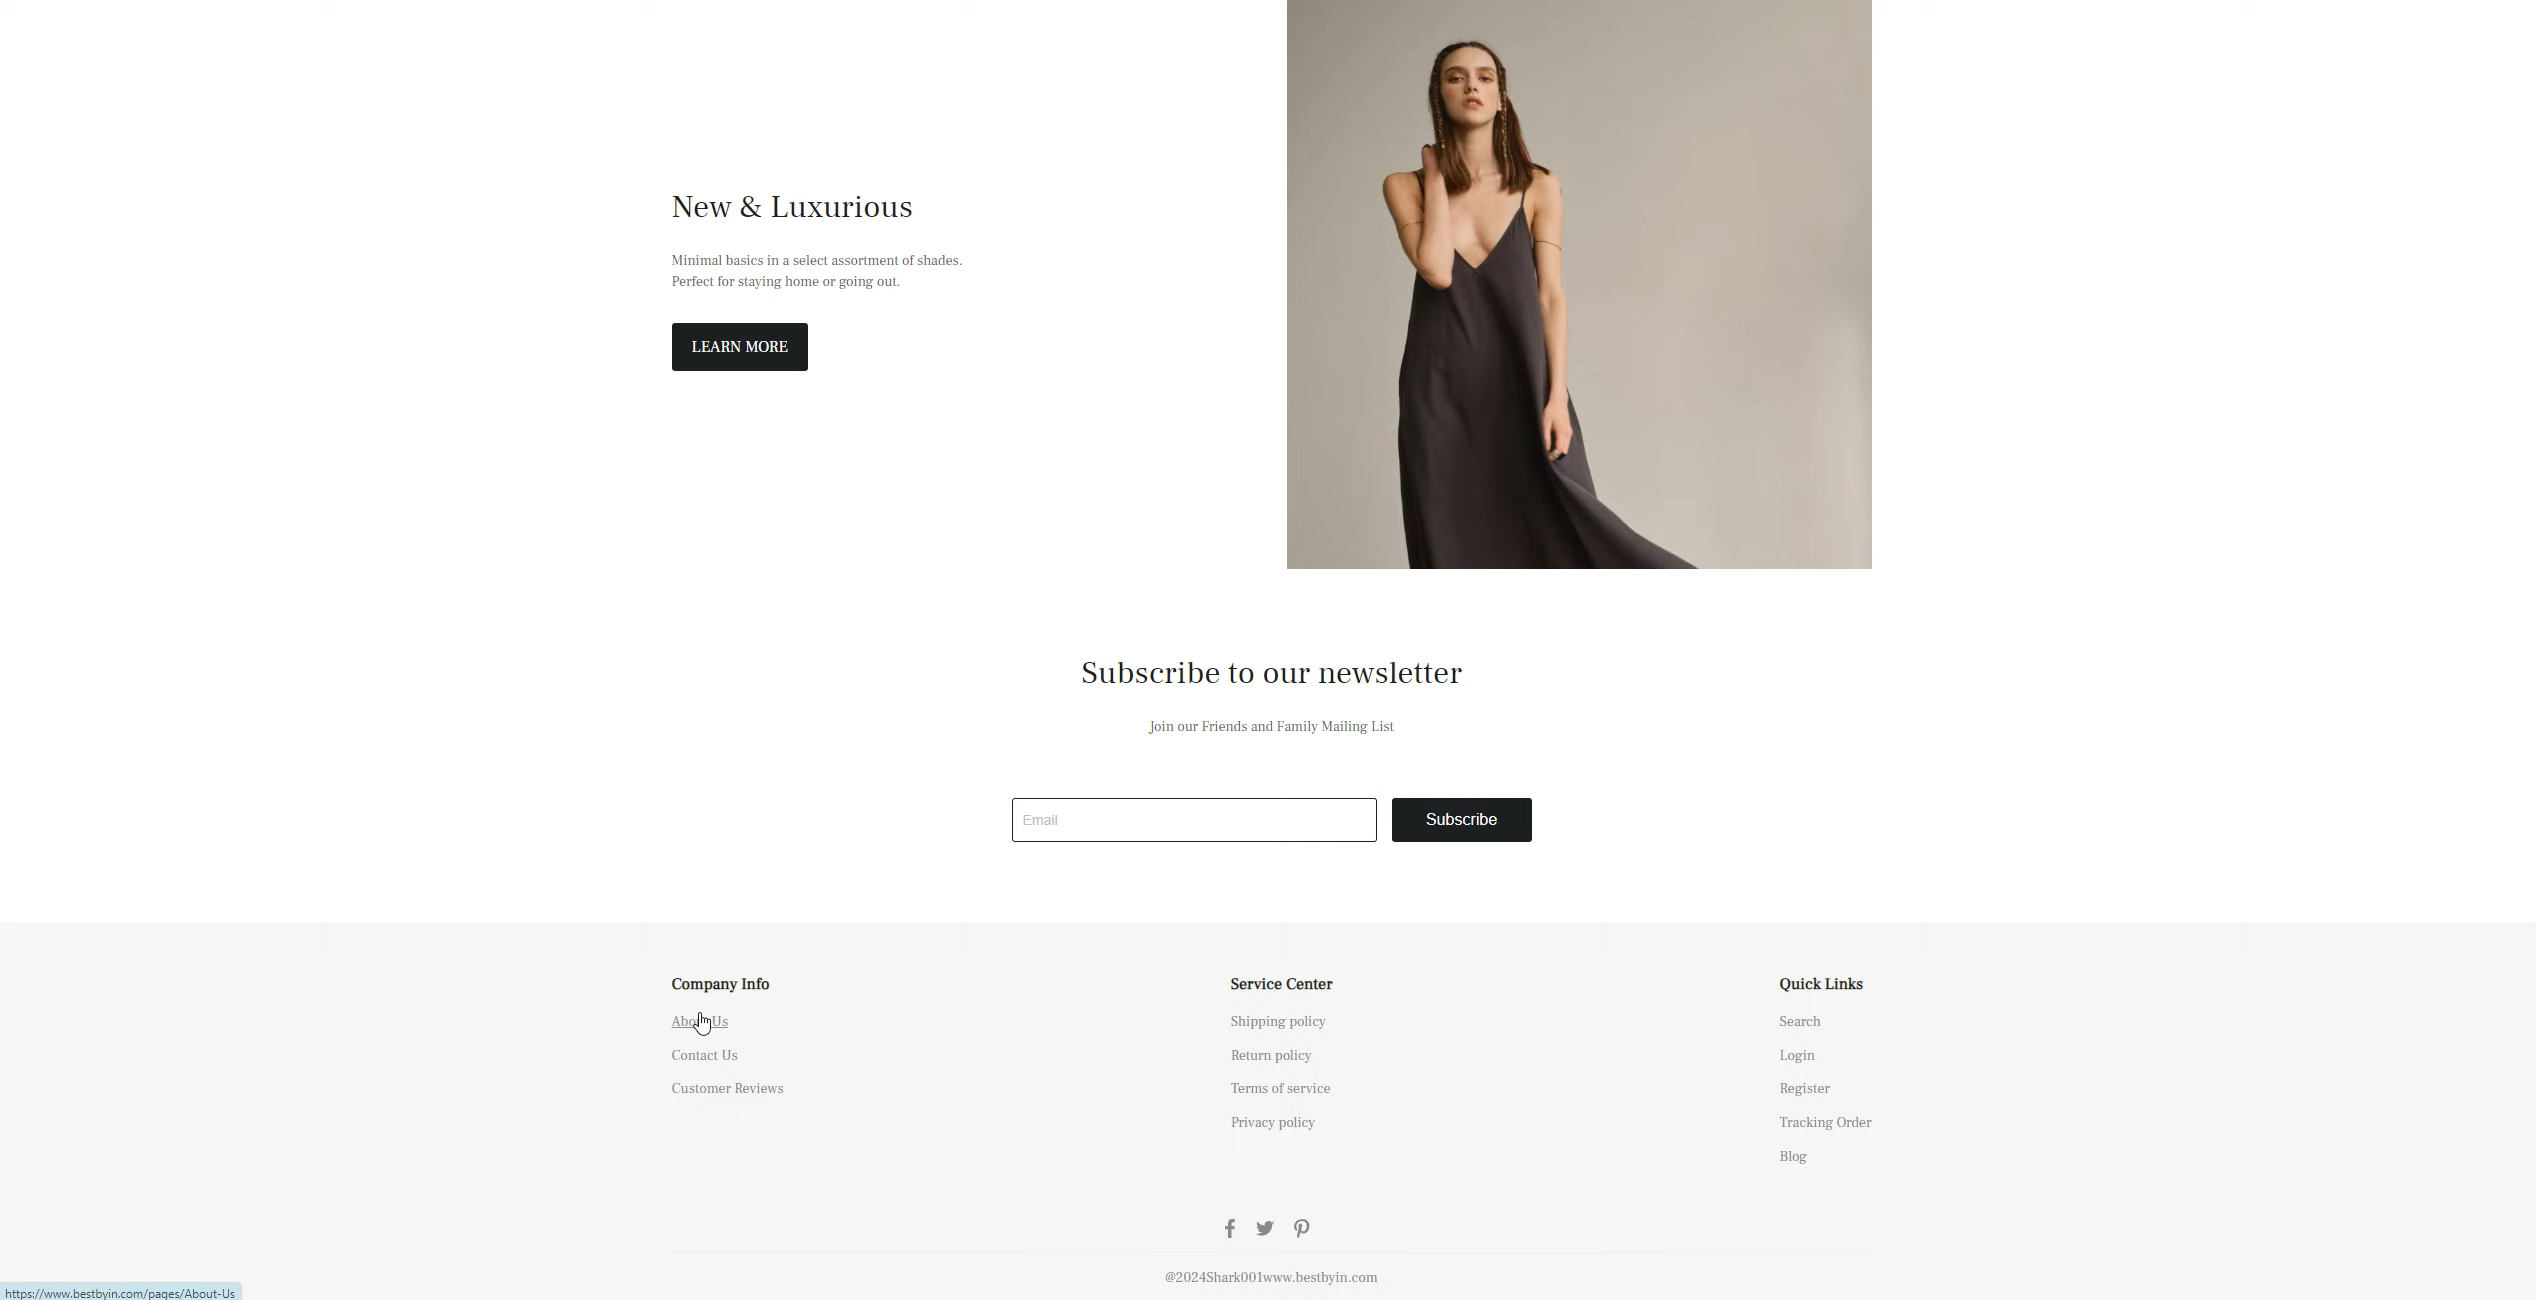 New & Luxurious
Minimal basics in a select assortment of shades.
Perfect for staying home or going out.
LEARN MORE
Subscribe to our newsletter
Join our Friends and Family Mailing List
Email
Subscribe
Company Info
About Us
Contact Us
Customer Reviews
Service Center
Shipping policy
Return policy
Terms of service
Privacy policy
Quick Links
Search
Login
Register
Tracking Order
Blog
@2024Shark001www.bestbyin.com
https://www.bestbyin.com/pages/About-Us